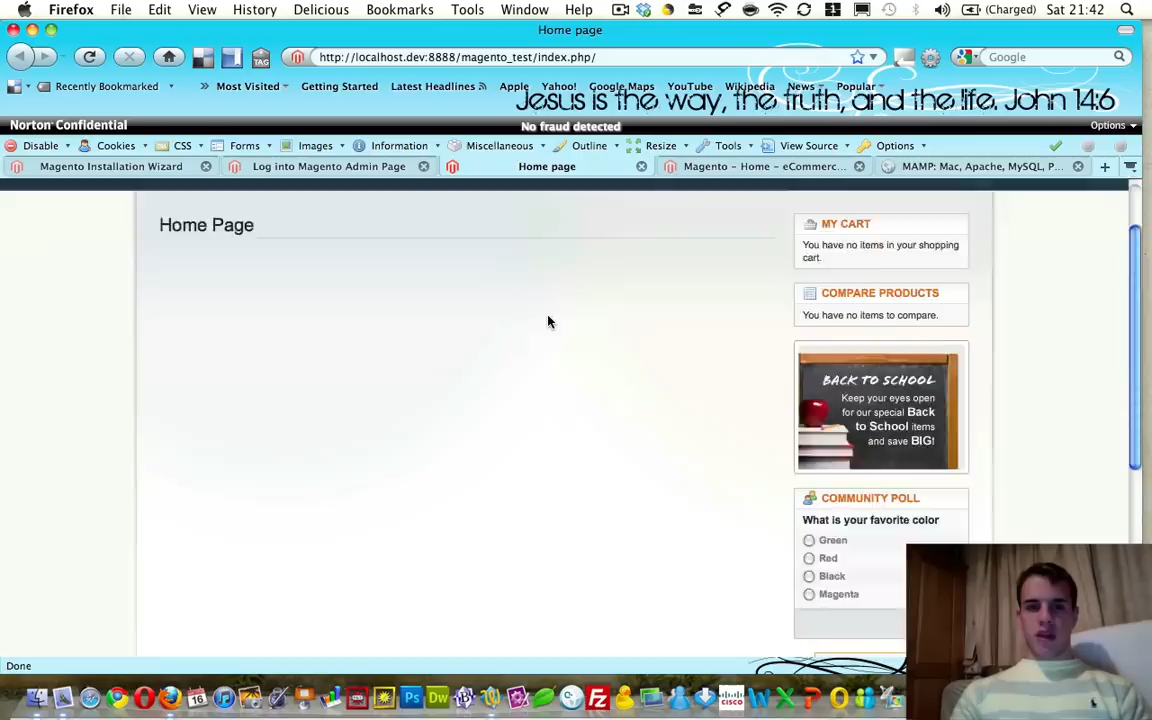 Firefox File Edit View History Delicious Bookmarks Tools Window Help (Charged) Sat 21:42
Home page
http://localhost.dev:8888/magento_test/index.php/ Google
Recently Bookmarked Most Visited Getting Started Latest Headlines Apple Yahoo! Google Maps YouTube Wikipedia News Popular
Jesus is the way, the truth, and the life. John 14:6
Norton Confidential No fraud detected Options
Disable Cookies CSS Forms Images Information Miscellaneous Outline Resize Tools View Source Options
Magento Installation Wizard Log into Magento Admin Page Home page Magento - Home - eCommerc... MAMP: Mac, Apache, MySQL, P...
Home Page
MY CART
You have no items in your shopping
cart.
COMPARE PRODUCTS
You have no items to compare.
BACK TO SCHOOL
Keep your eyes open
for our special Back
to School items
and save BIG!
COMMUNITY POLL
What is your favorite color
Green
Red
Black
Magenta
Done